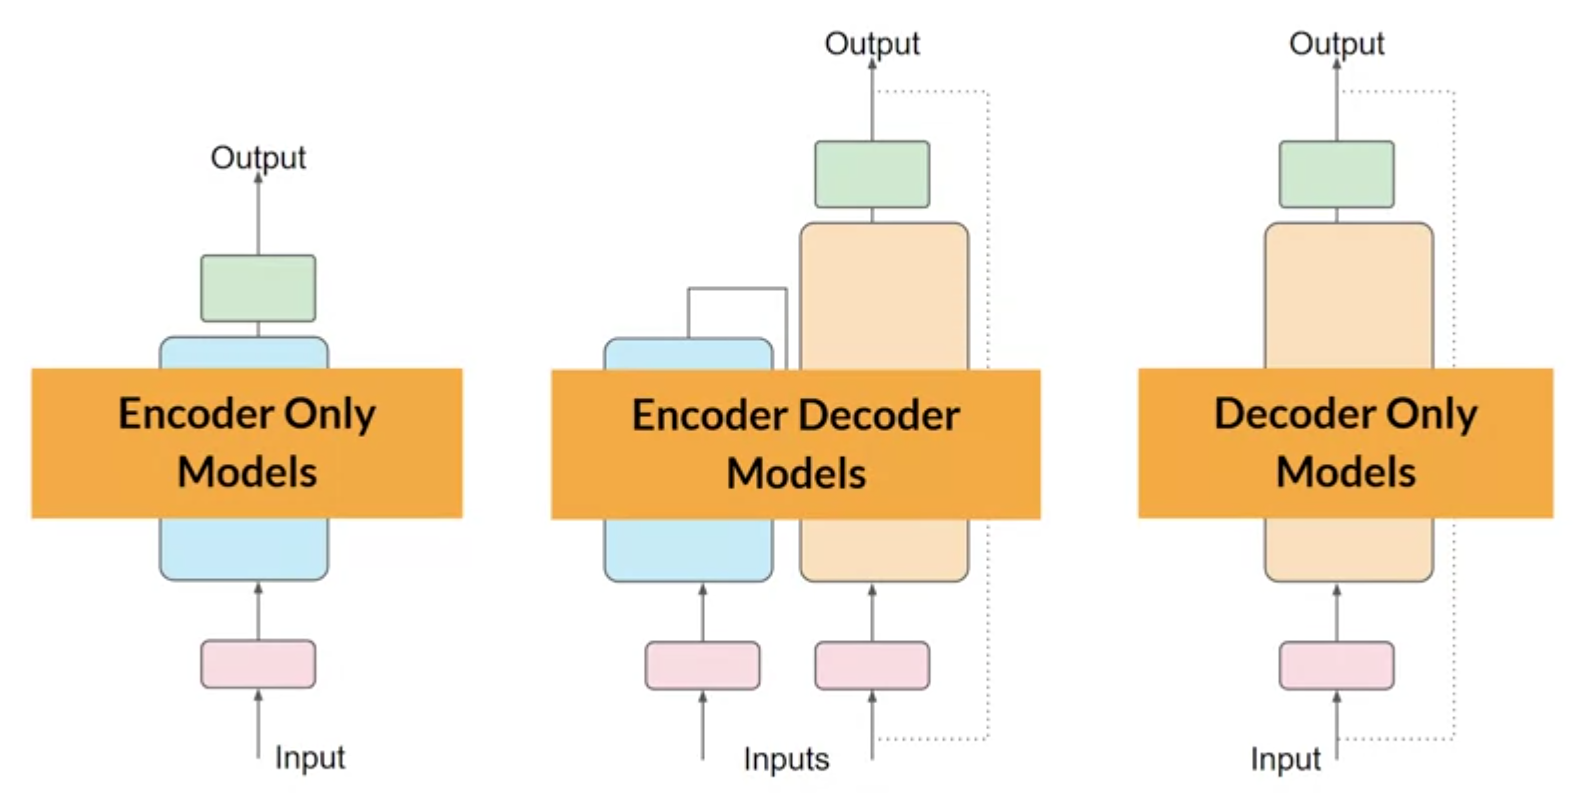 Output
Encoder Only
Models
Input
Output
Encoder Decoder
Models
Inputs
Output
Decoder Only
Models
Input